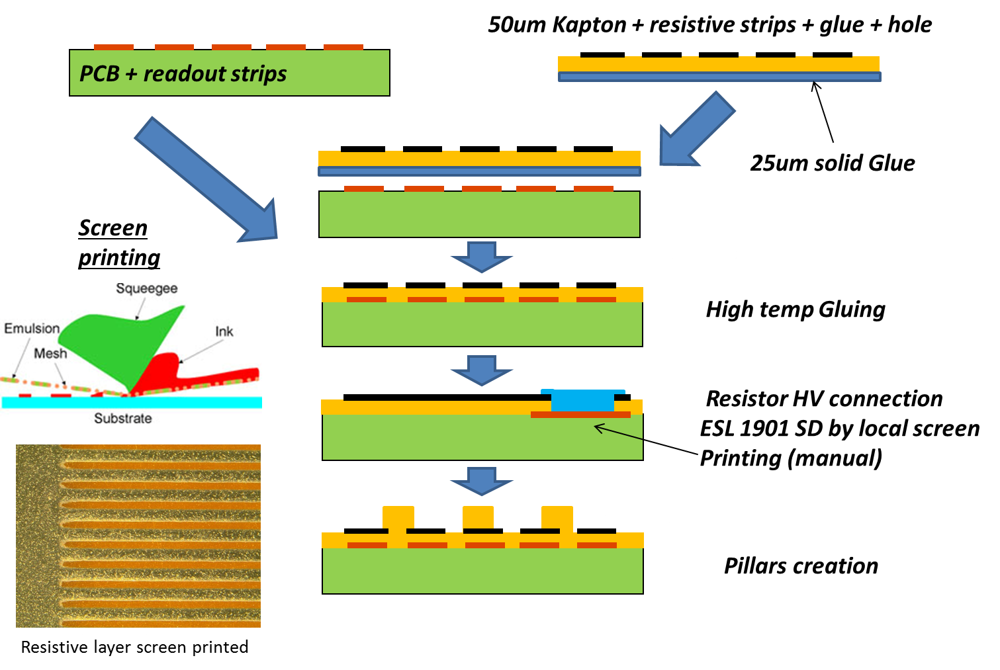 50um Kapton + resistive strips + glue + hole
PCB + readout strips
25um solid Glue
Screen
printing
Squeegee
Emulsion
Ink
Mesh
Substrate
High temp Gluing
Resistor HV connection
ESL 1901 SD by local screen
Printing (manual)
Pillars creation
Resistive layer screen printed